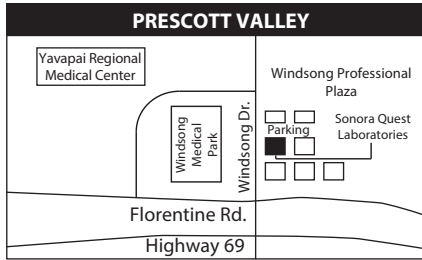 PRESCOTT VALLEY
Yavapai Regional
Medical Center
Windsong Professional
Plaza
Windsong
Medical
Park
Windsong Dr.
Parking
Sonora Quest
Laboratories
Florentine Rd.
Highway 69